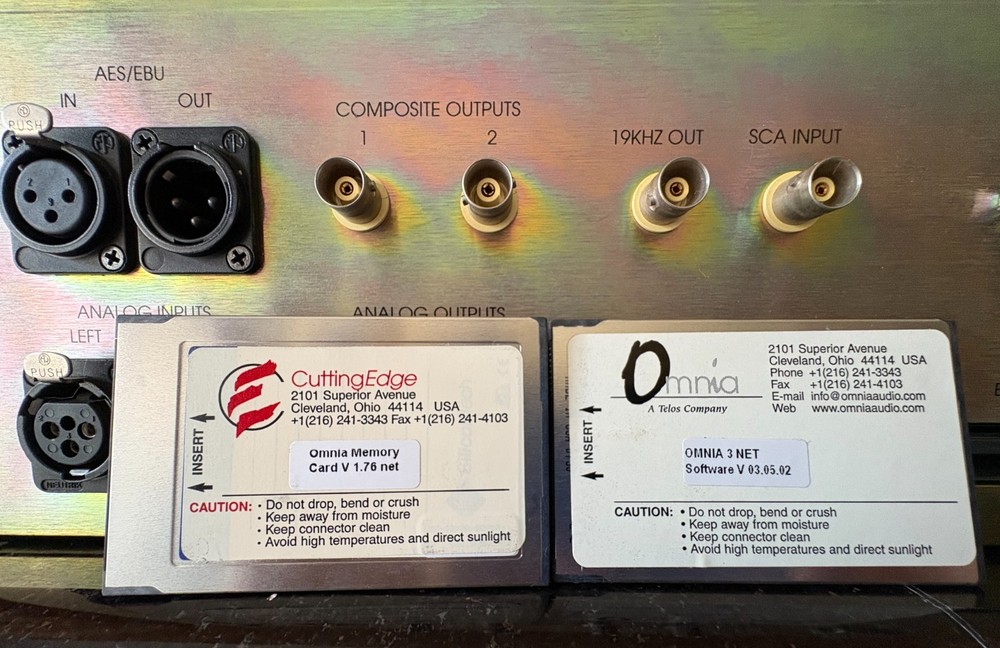 AES/EBU
IN
OUT
PUSH
COMPOSITE OUTPUTS
1
2
19KHZ OUT
SCA INPUT
2
1
3
ANALOG INPUTS
LEFT
PUSH
ANALOG OUTPUTS
CuttingEdge
2101 Superior Avenue
Cleveland, Ohio 44114 USA
+1(216) 241-3343 Fax +1(216) 241-4103
INSERT
Omnia Memory
Card V 1.76 net
CAUTION:
• Do not drop, bend or crush
• Keep away from moisture
• Keep connector clean
• Avoid high temperatures and direct sunlight
Omnia
A Telos Company
2101 Superior Avenue
Cleveland, Ohio 44114 USA
Phone +1(216) 241-3343
Fax +1(216) 241-4103
E-mail info@omniaaudio.com
Web www.omniaaudio.com
INSERT
OMNIA 3 NET
Software V 03.05.02
CAUTION:
• Do not drop, bend or crush
• Keep away from moisture
• Keep connector clean
• Avoid high temperatures and direct sunlight